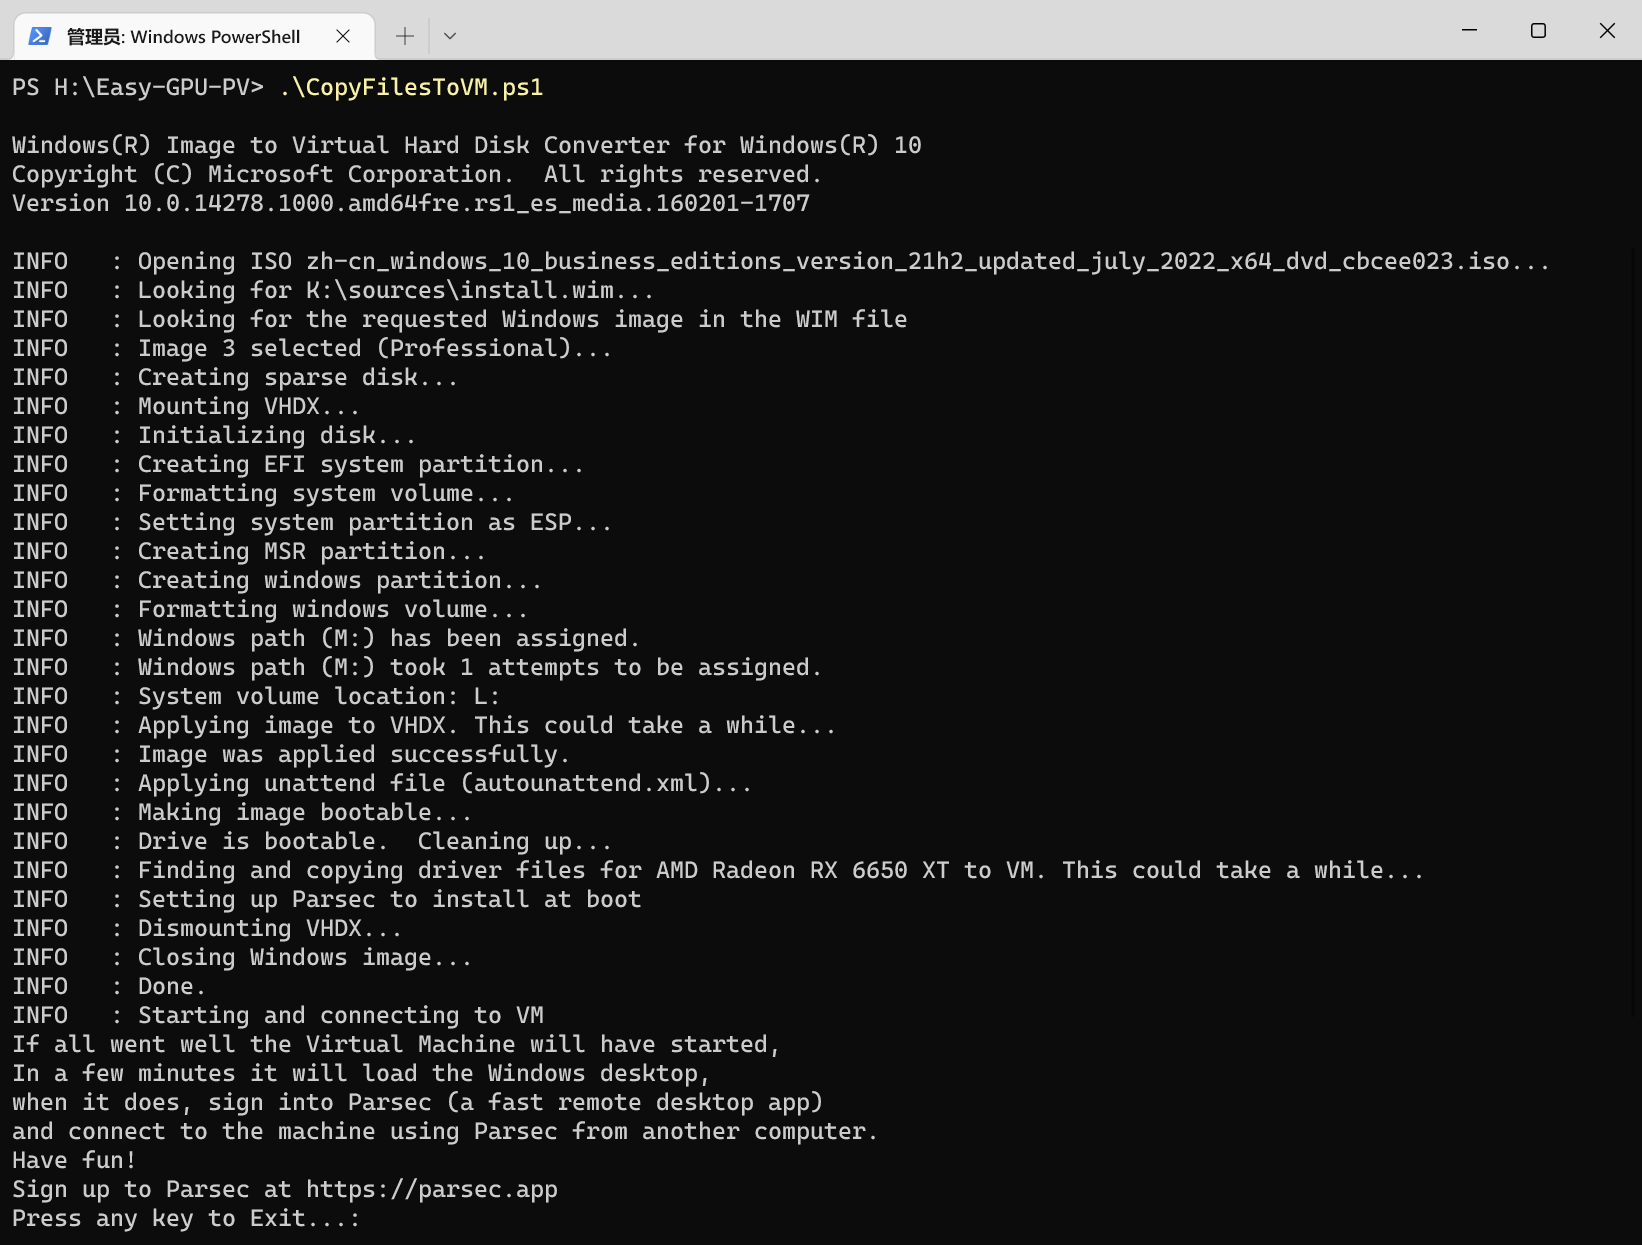 管理员: Windows PowerShell
PS H:\Easy-GPU-PV> .\CopyFilesToVM.ps1
Windows(R) Image to Virtual Hard Disk Converter for Windows(R) 10
Copyright (C) Microsoft Corporation.  All rights reserved.
Version 10.0.14278.1000.amd64fre.rs1_es_media.160201-1707
INFO   : Opening ISO zh-cn_windows_10_business_editions_version_21h2_updated_july_2022_x64_dvd_cbcee023.iso...
INFO   : Looking for K:\sources\install.wim...
INFO   : Looking for the requested Windows image in the WIM file
INFO   : Image 3 selected (Professional)...
INFO   : Creating sparse disk...
INFO   : Mounting VHDX...
INFO   : Initializing disk...
INFO   : Creating EFI system partition...
INFO   : Formatting system volume...
INFO   : Setting system partition as ESP...
INFO   : Creating MSR partition...
INFO   : Creating windows partition...
INFO   : Formatting windows volume...
INFO   : Windows path (M:) has been assigned.
INFO   : Windows path (M:) took 1 attempts to be assigned.
INFO   : System volume location: L:
INFO   : Applying image to VHDX. This could take a while...
INFO   : Image was applied successfully.
INFO   : Applying unattend file (autounattend.xml)...
INFO   : Making image bootable...
INFO   : Drive is bootable.  Cleaning up...
INFO   : Finding and copying driver files for AMD Radeon RX 6650 XT to VM. This could take a while...
INFO   : Setting up Parsec to install at boot
INFO   : Dismounting VHDX...
INFO   : Closing Windows image...
INFO   : Done.
INFO   : Starting and connecting to VM
If all went well the Virtual Machine will have started,
In a few minutes it will load the Windows desktop,
when it does, sign into Parsec (a fast remote desktop app)
and connect to the machine using Parsec from another computer.
Have fun!
Sign up to Parsec at https://parsec.app
Press any key to Exit...: